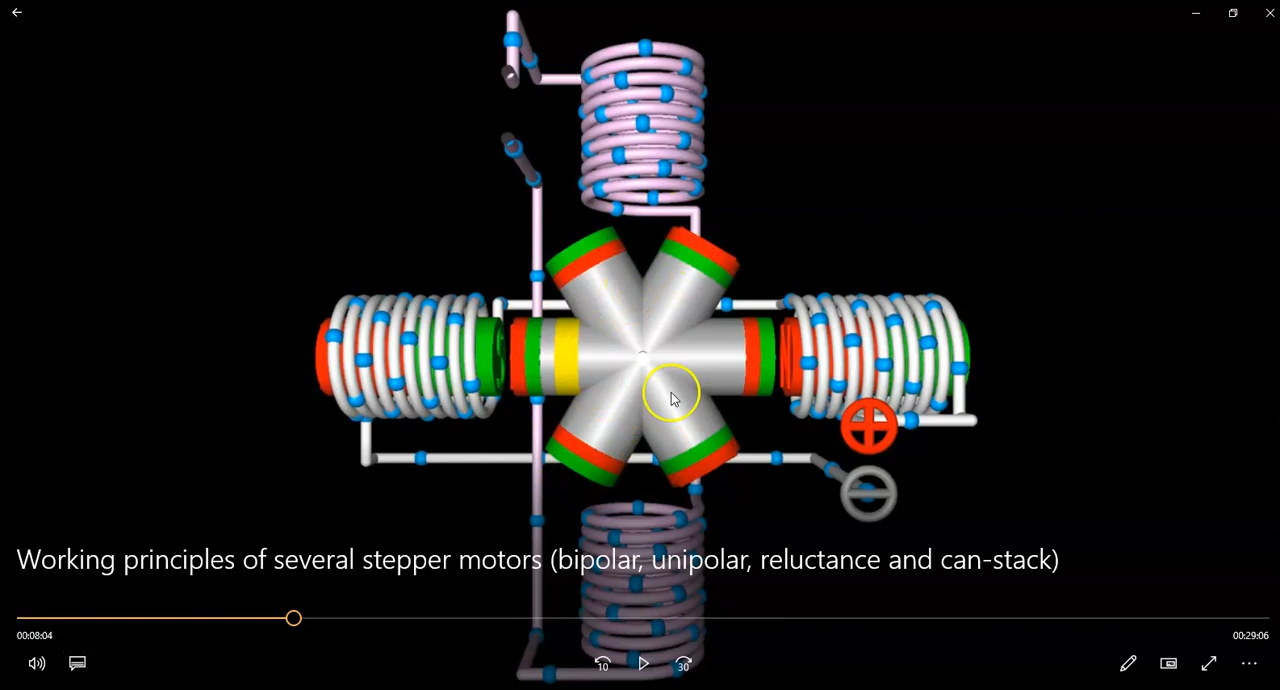 Working principles of several stepper motors (bipolar, unipolar, reluctance and can-stack)
00:08:04
00:29:06
10
30